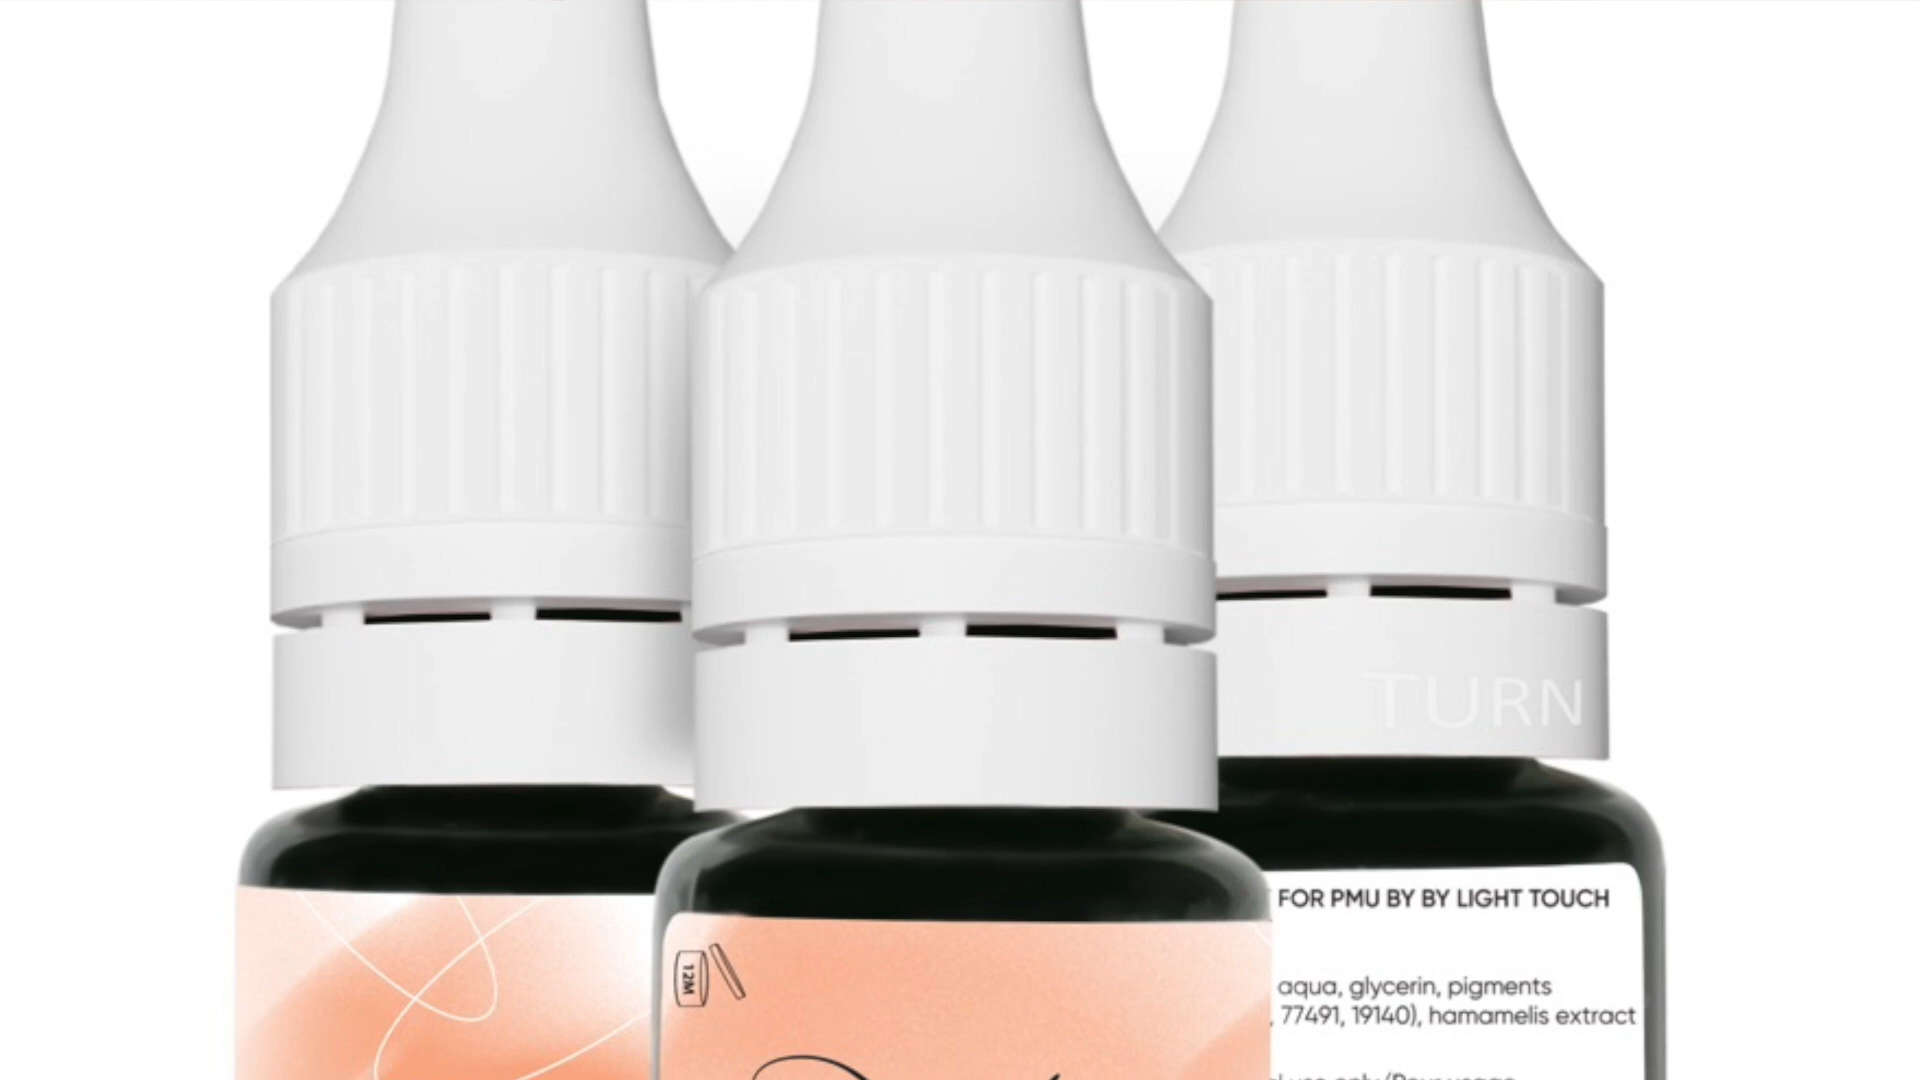 TURN
FOR PMU BY BY LIGHT TOUCH
12M
aqua, glycerin, pigments
, 77491, 19140), hamamelis extract